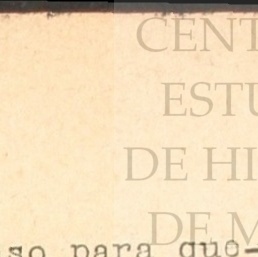 CENT
ESTU
DE HI
DE M
so para que-